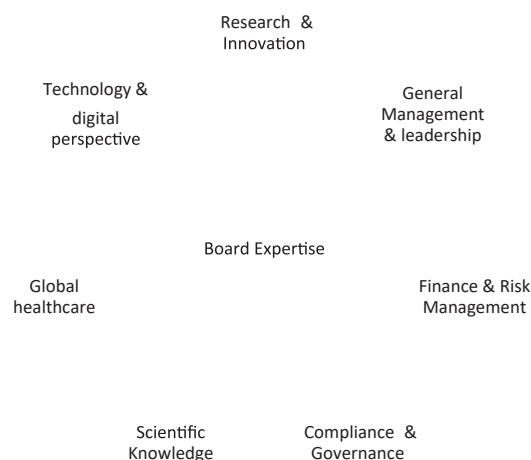 Research &
Innovation
Technology &
digital
perspective
General
Management
& leadership
Board Expertise
Global
healthcare
Finance & Risk
Management
Scientific
Knowledge
Compliance &
Governance